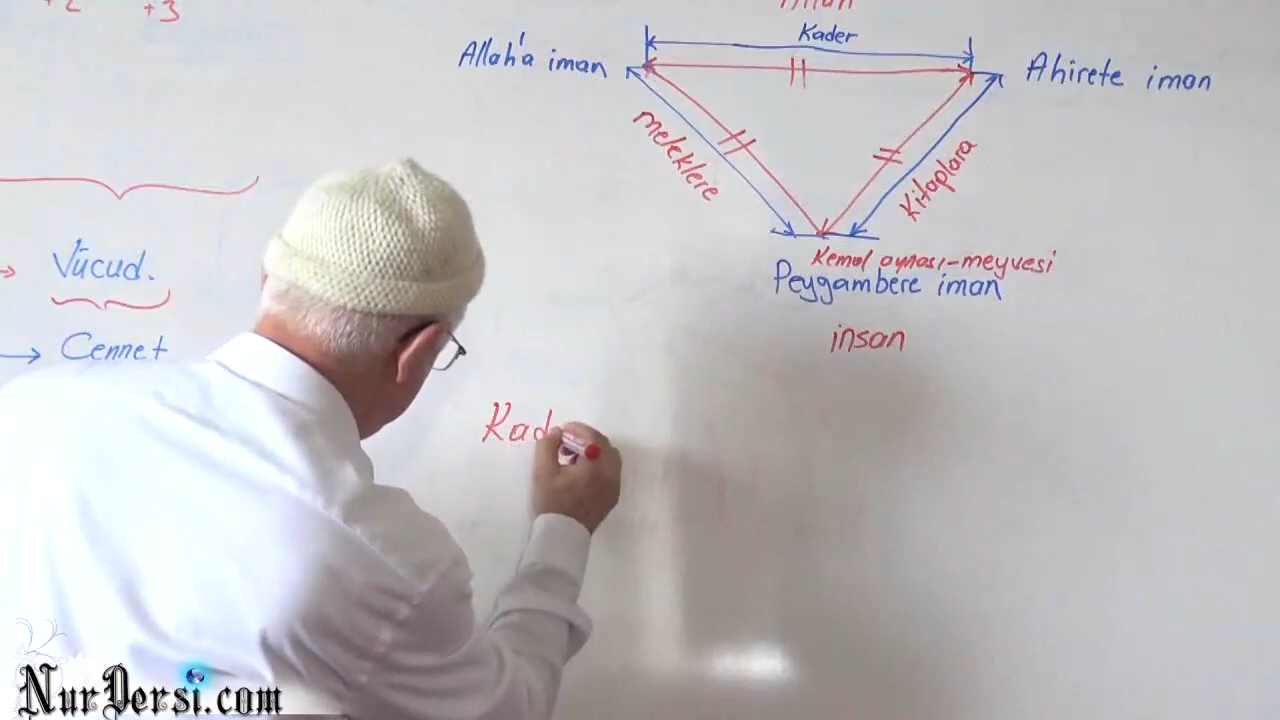 +2 +3
Kader
Allah'a iman
Ahirete iman
meleklere
Kitaplara
Vücud.
Kemal aynası-meyvesi
Peygambere iman
insan
Cennet
Kad
NurDersi.com